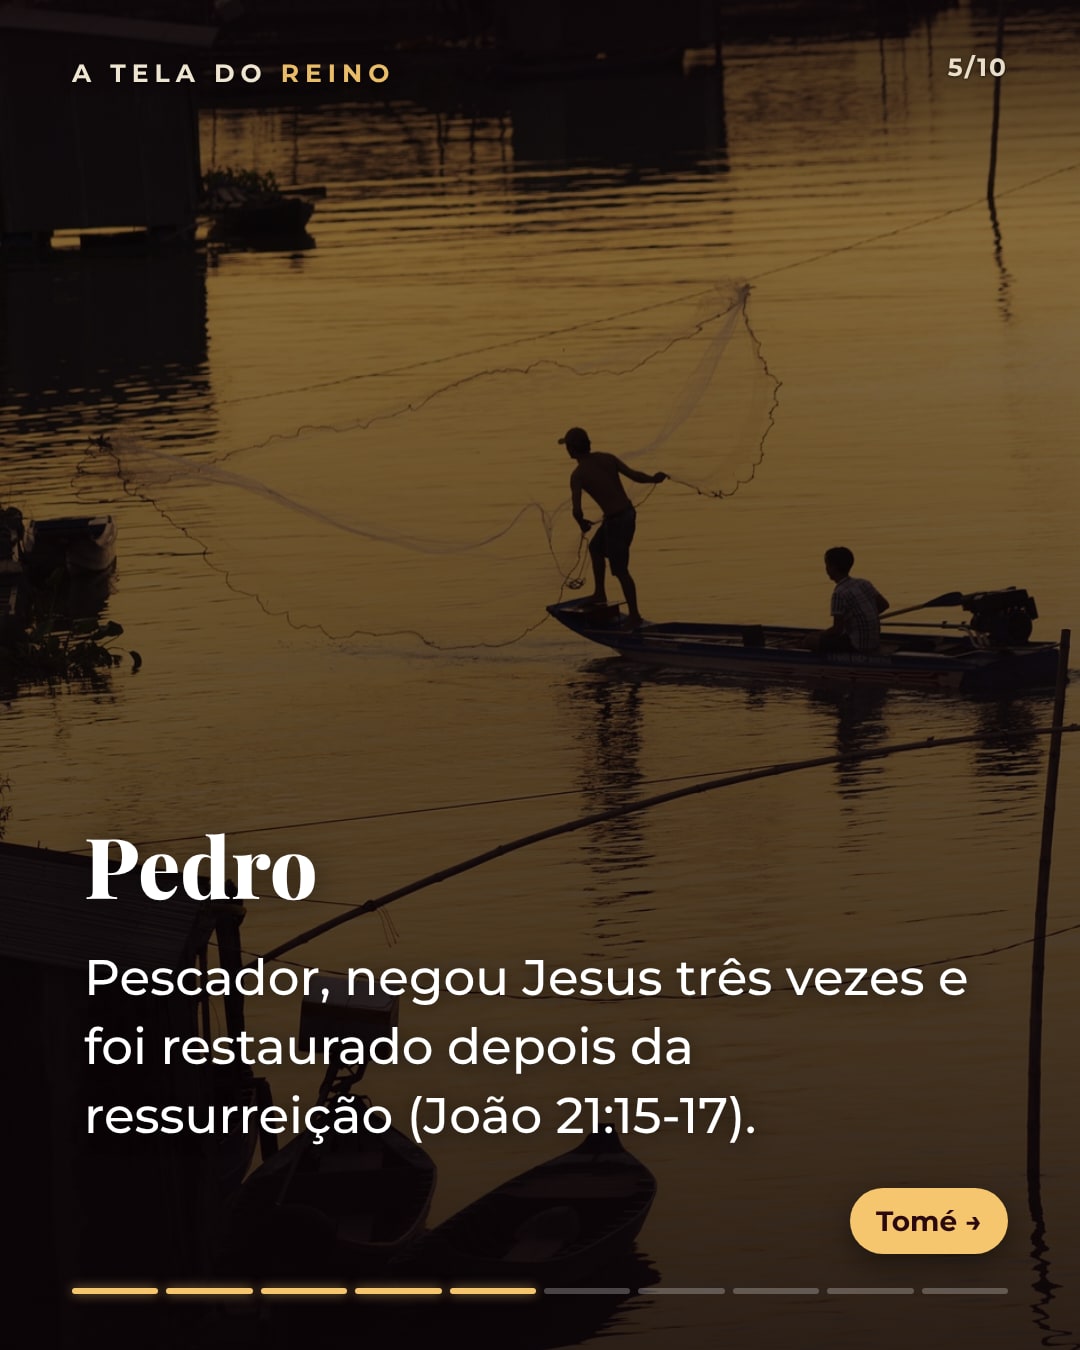 A TELA DO REINO
5/10
Pedro
Pescador, negou Jesus três vezes e
foi restaurado depois da
ressurreição (João 21:15-17).
Tomé →